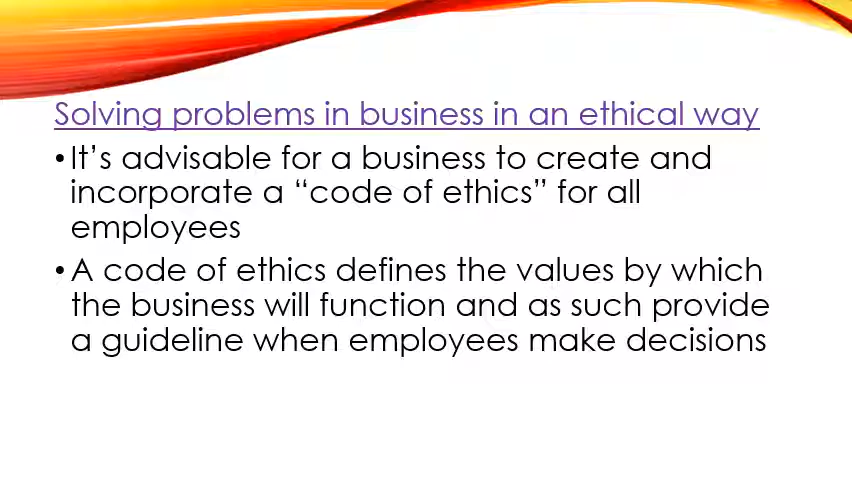 Solving problems in business in an ethical way
• It’s advisable for a business to create and
incorporate a “code of ethics” for all
employees
• A code of ethics defines the values by which
the business will function and as such provide
a guideline when employees make decisions